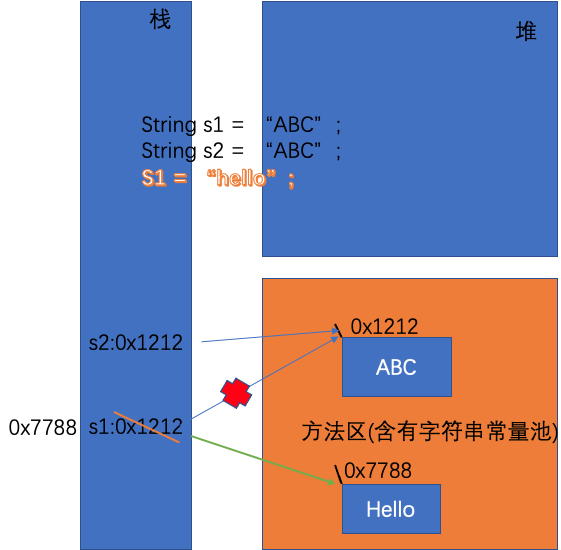 栈
堆
String s1 = “ABC” ;
String s2 = “ABC” ;
S1 = “hello” ;
0x1212
s2:0x1212
ABC
0x7788 s1:0x1212
方法区(含有字符串常量池)
0x7788
Hello